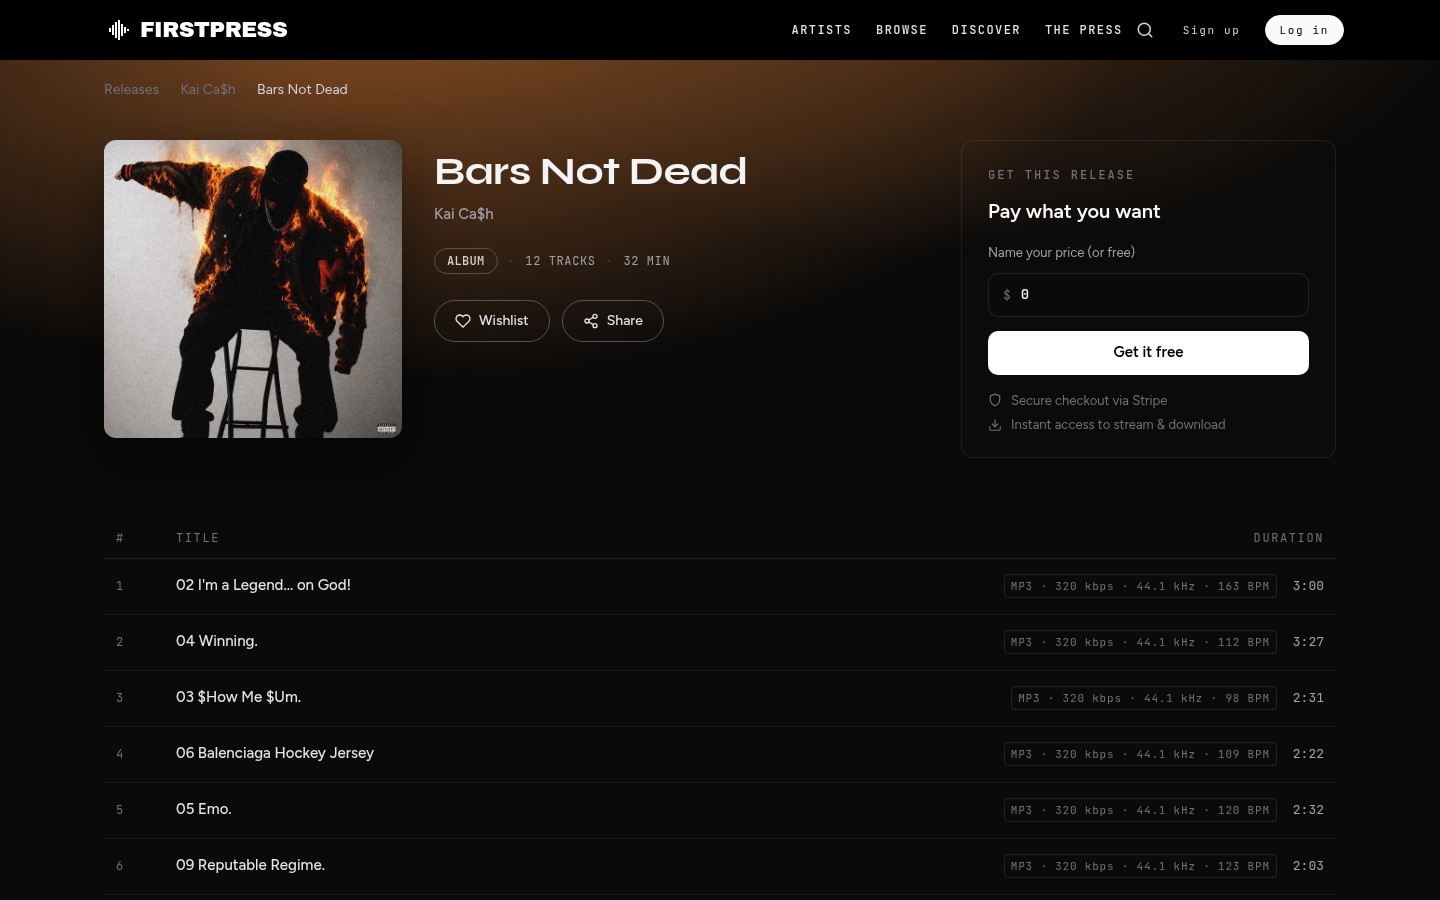 FIRSTPRESS
ARTISTS BROWSE DISCOVER THE PRESS Sign up Log in
Releases Kai Ca$h Bars Not Dead
Bars Not Dead
Kai Ca$h
ALBUM · 12 TRACKS · 32 MIN
Wishlist Share
GET THIS RELEASE
Pay what you want
Name your price (or free)
$ 0
Get it free
Secure checkout via Stripe
Instant access to stream & download
# TITLE DURATION
1 02 I'm a Legend... on God! MP3 · 320 kbps · 44.1 kHz · 163 BPM 3:00
2 04 Winning. MP3 · 320 kbps · 44.1 kHz · 112 BPM 3:27
3 03 $How Me $Um. MP3 · 320 kbps · 44.1 kHz · 98 BPM 2:31
4 06 Balenciaga Hockey Jersey MP3 · 320 kbps · 44.1 kHz · 109 BPM 2:22
5 05 Emo. MP3 · 320 kbps · 44.1 kHz · 120 BPM 2:32
6 09 Reputable Regime. MP3 · 320 kbps · 44.1 kHz · 123 BPM 2:03